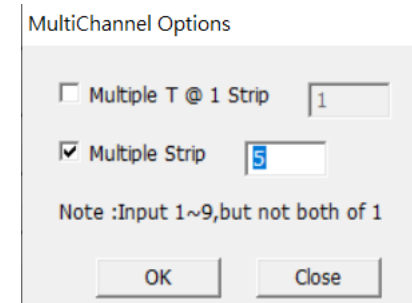 MultiChannel Options
Multiple T @ 1 Strip 1
Multiple Strip 5
Note :Input 1~9,but not both of 1
OK Close